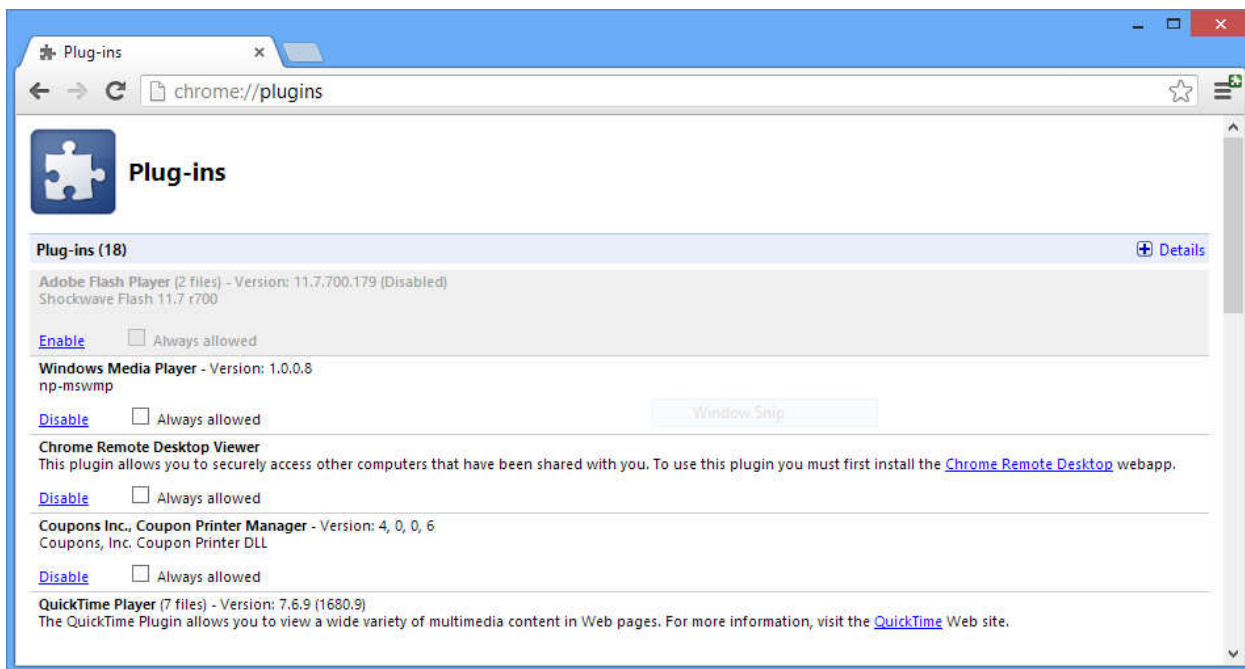 Plug-ins
chrome://plugins
Plug-ins
Plug-ins (18) Details
Adobe Flash Player (2 files) - Version: 11.7.700.179 (Disabled)
Shockwave Flash 11.7 r700
Enable Always allowed
Windows Media Player - Version: 1.0.0.8
np-mswmp
Disable Always allowed
Window Snip
Chrome Remote Desktop Viewer
This plugin allows you to securely access other computers that have been shared with you. To use this plugin you must first install the Chrome Remote Desktop webapp.
Disable Always allowed
Coupons Inc., Coupon Printer Manager - Version: 4, 0, 0, 6
Coupons, Inc. Coupon Printer DLL
Disable Always allowed
QuickTime Player (7 files) - Version: 7.6.9 (1680.9)
The QuickTime Plugin allows you to view a wide variety of multimedia content in Web pages. For more information, visit the QuickTime Web site.